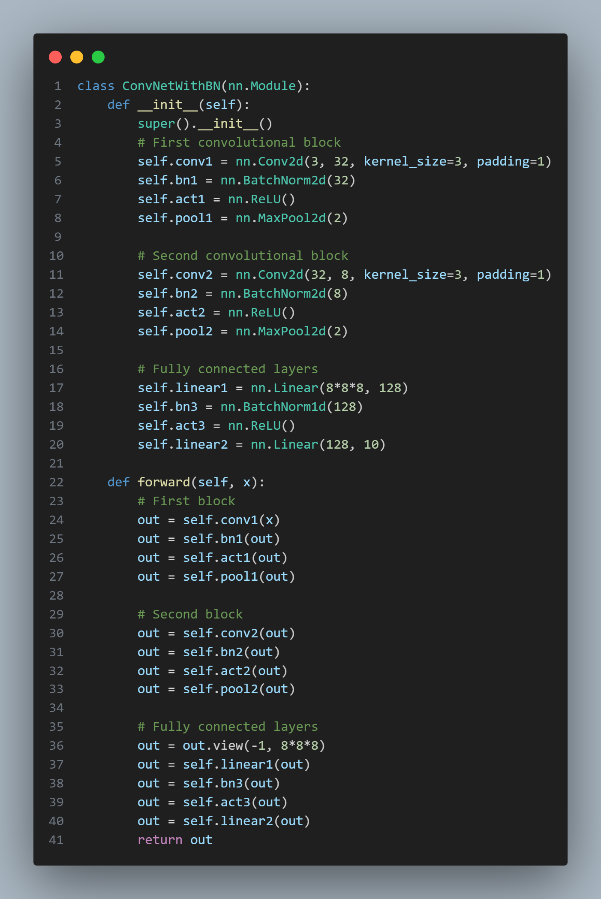 1 class ConvNetWithBN(nn.Module):
2     def __init__(self):
3         super().__init__()
4         # First convolutional block
5         self.conv1 = nn.Conv2d(3, 32, kernel_size=3, padding=1)
6         self.bn1 = nn.BatchNorm2d(32)
7         self.act1 = nn.ReLU()
8         self.pool1 = nn.MaxPool2d(2)
9
10         # Second convolutional block
11         self.conv2 = nn.Conv2d(32, 8, kernel_size=3, padding=1)
12         self.bn2 = nn.BatchNorm2d(8)
13         self.act2 = nn.ReLU()
14         self.pool2 = nn.MaxPool2d(2)
15
16         # Fully connected layers
17         self.linear1 = nn.Linear(8*8*8, 128)
18         self.bn3 = nn.BatchNorm1d(128)
19         self.act3 = nn.ReLU()
20         self.linear2 = nn.Linear(128, 10)
21
22     def forward(self, x):
23         # First block
24         out = self.conv1(x)
25         out = self.bn1(out)
26         out = self.act1(out)
27         out = self.pool1(out)
28
29         # Second block
30         out = self.conv2(out)
31         out = self.bn2(out)
32         out = self.act2(out)
33         out = self.pool2(out)
34
35         # Fully connected layers
36         out = out.view(-1, 8*8*8)
37         out = self.linear1(out)
38         out = self.bn3(out)
39         out = self.act3(out)
40         out = self.linear2(out)
41         return out